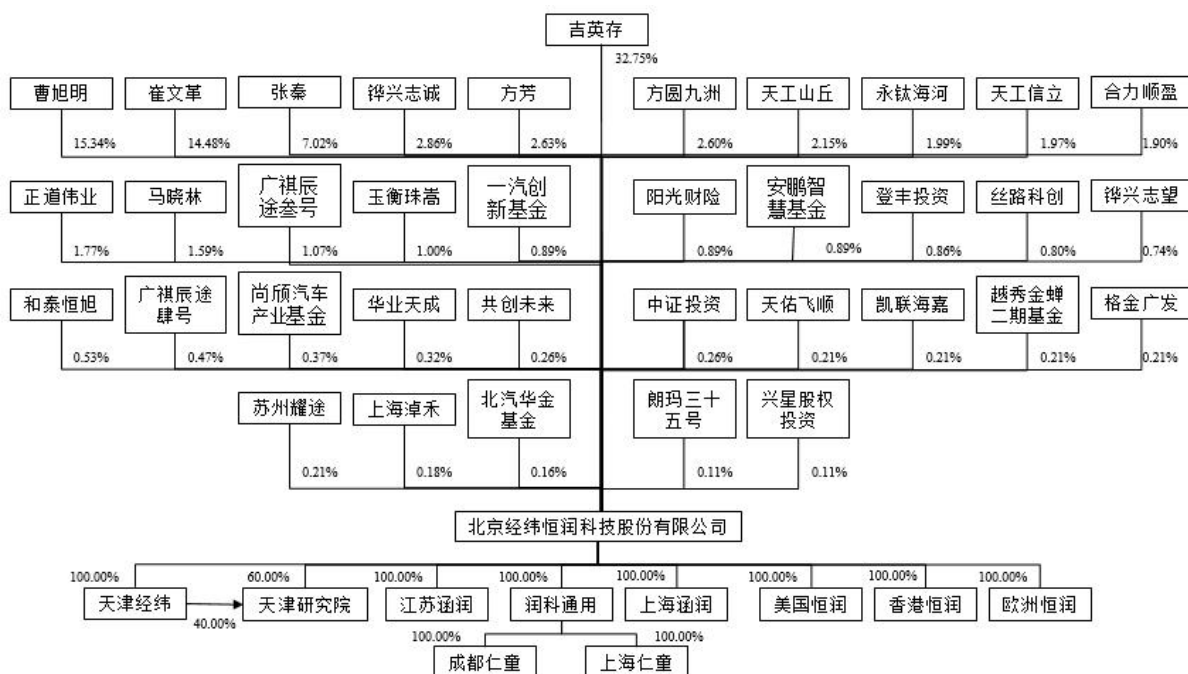 吉英存
32.75%
曹旭明
崔文革
张秦
铧兴志诚
方芳
方圆九洲
天工山丘
永钛海河
天工信立
合力顺盈
15.34%
14.48%
7.02%
2.86%
2.63%
2.60%
2.15%
1.99%
1.97%
1.90%
正道伟业
马晓林
广祺辰
途叁号
玉衡珠嵩
一汽创
新基金
阳光财险
安鹏智
慧基金
登丰投资
丝路科创
铧兴志望
1.77%
1.59%
1.07%
1.00%
0.89%
0.89%
0.89%
0.86%
0.80%
0.74%
和泰恒旭
广祺辰途
肆号
尚颀汽车
产业基金
华业天成
共创未来
中证投资
天佑飞顺
凯联海嘉
越秀金蝉
二期基金
格金广发
0.53%
0.47%
0.37%
0.32%
0.26%
0.26%
0.21%
0.21%
0.21%
0.21%
苏州耀途
上海淖禾
北汽华金
基金
朗玛三十
五号
兴星股权
投资
0.21%
0.18%
0.16%
0.11%
0.11%
北京经纬恒润科技股份有限公司
100.00%
60.00%
100.00%
100.00%
100.00%
100.00%
100.00%
100.00%
天津经纬
天津研究院
江苏涵润
润科通用
上海涵润
美国恒润
香港恒润
欧洲恒润
40.00%
100.00%
100.00%
成都仁童
上海仁童